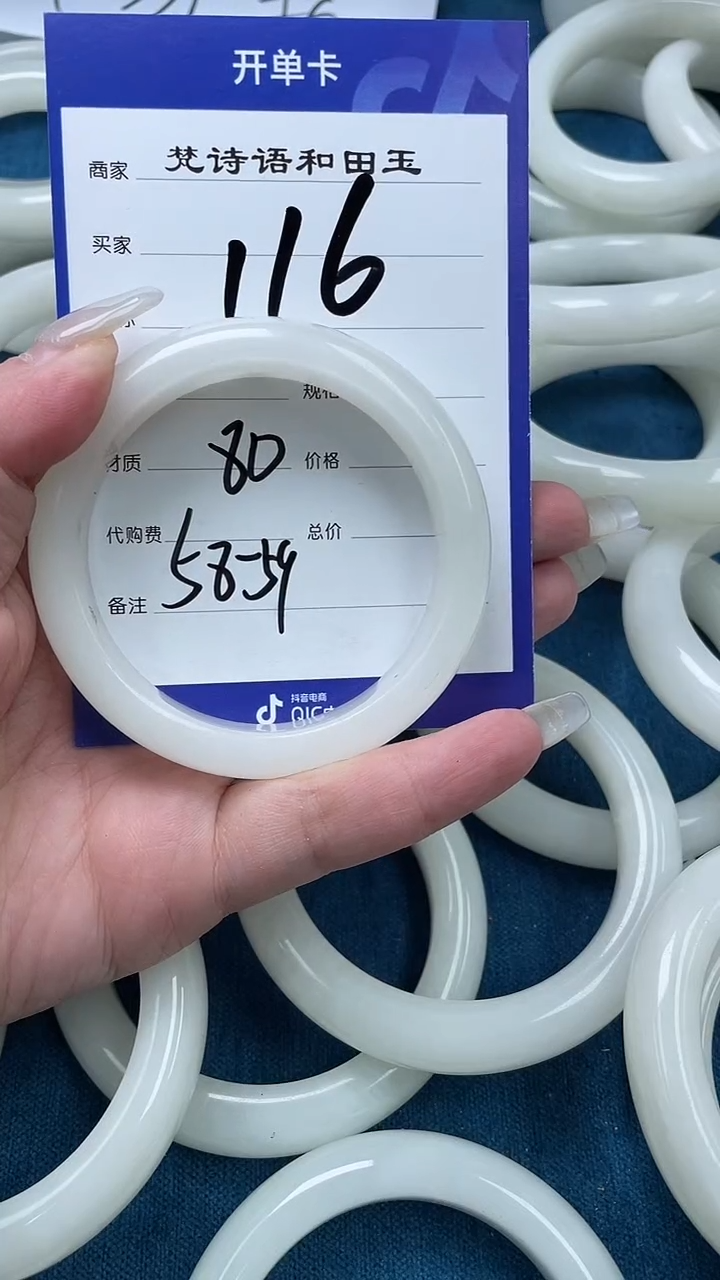 开单卡
商家 梵诗语和田玉
买家
116
规格
材质 80 价格
代购费 总价
58-59
备注
抖音电商
QIC